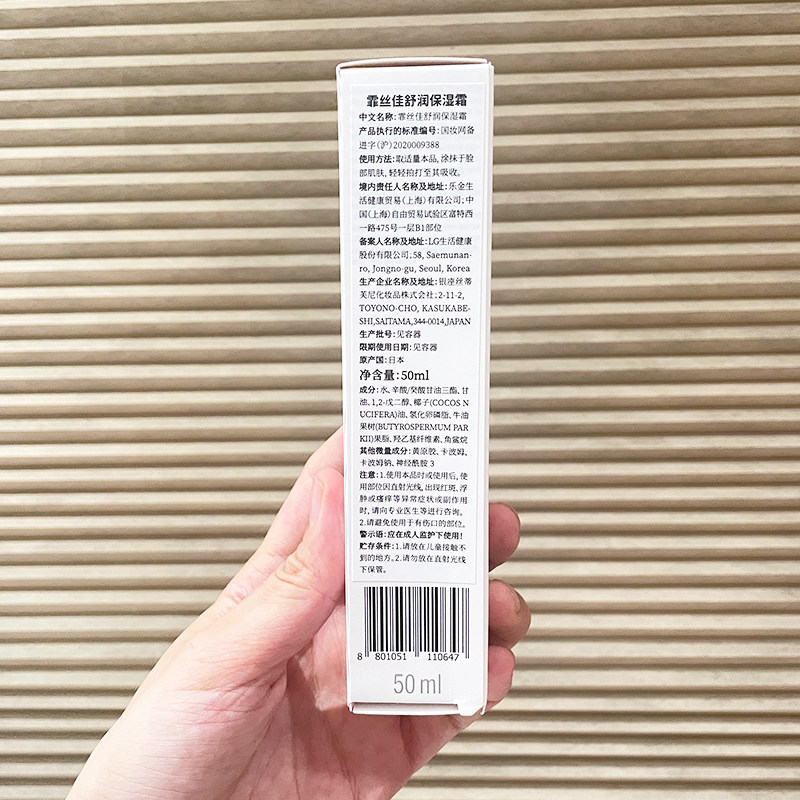 霏丝佳舒润保湿霜
中文名称:霏丝佳舒润保湿霜
产品执行的标准编号:国妆网备
进字(沪)2020009388
使用方法:取适量本品,涂抹于脸
部肌肤,轻轻拍打至其吸收。
境内责任人名称及地址:乐金生
活健康贸易(上海)有限公司;中
国(上海)自由贸易试验区富特西
一路475号一层B1部位
备案人名称及地址:LG生活健康
股份有限公司;58, Saemunan-
ro, Jongno-gu, Seoul, Korea
生产企业名称及地址:银座丝蒂
芙尼化妆品株式会社;2-11-2,
TOYONO-CHO, KASUKABE-
SHI,SAITAMA,344-0014,JAPAN
生产批号:见容器
限期使用日期:见容器
原产国:日本
净含量:50ml
成分:水、辛酸/癸酸甘油三酯、甘
油、1,2-戊二醇、椰子(COCOS N
UCIFERA)油、氢化卵磷脂、牛油
果树(BUTYROSPERMUM PAR
KII)果脂、羟乙基纤维素、角鲨烷
其他微量成分:黄原胶、卡波姆、
卡波姆钠、神经酰胺 3
注意:1.使用本品时或使用后,使
用部位因直射光线,出现红斑、浮
肿或瘙痒等异常症状或副作用
时,请向专业医生等进行咨询。
2.请避免使用于有伤口的部位。
警示语:应在成人监护下使用!
贮存条件:1.请放在儿童接触不
到的地方。2.请勿放在直射光线
下保管。
8 801051 110647
50 ml